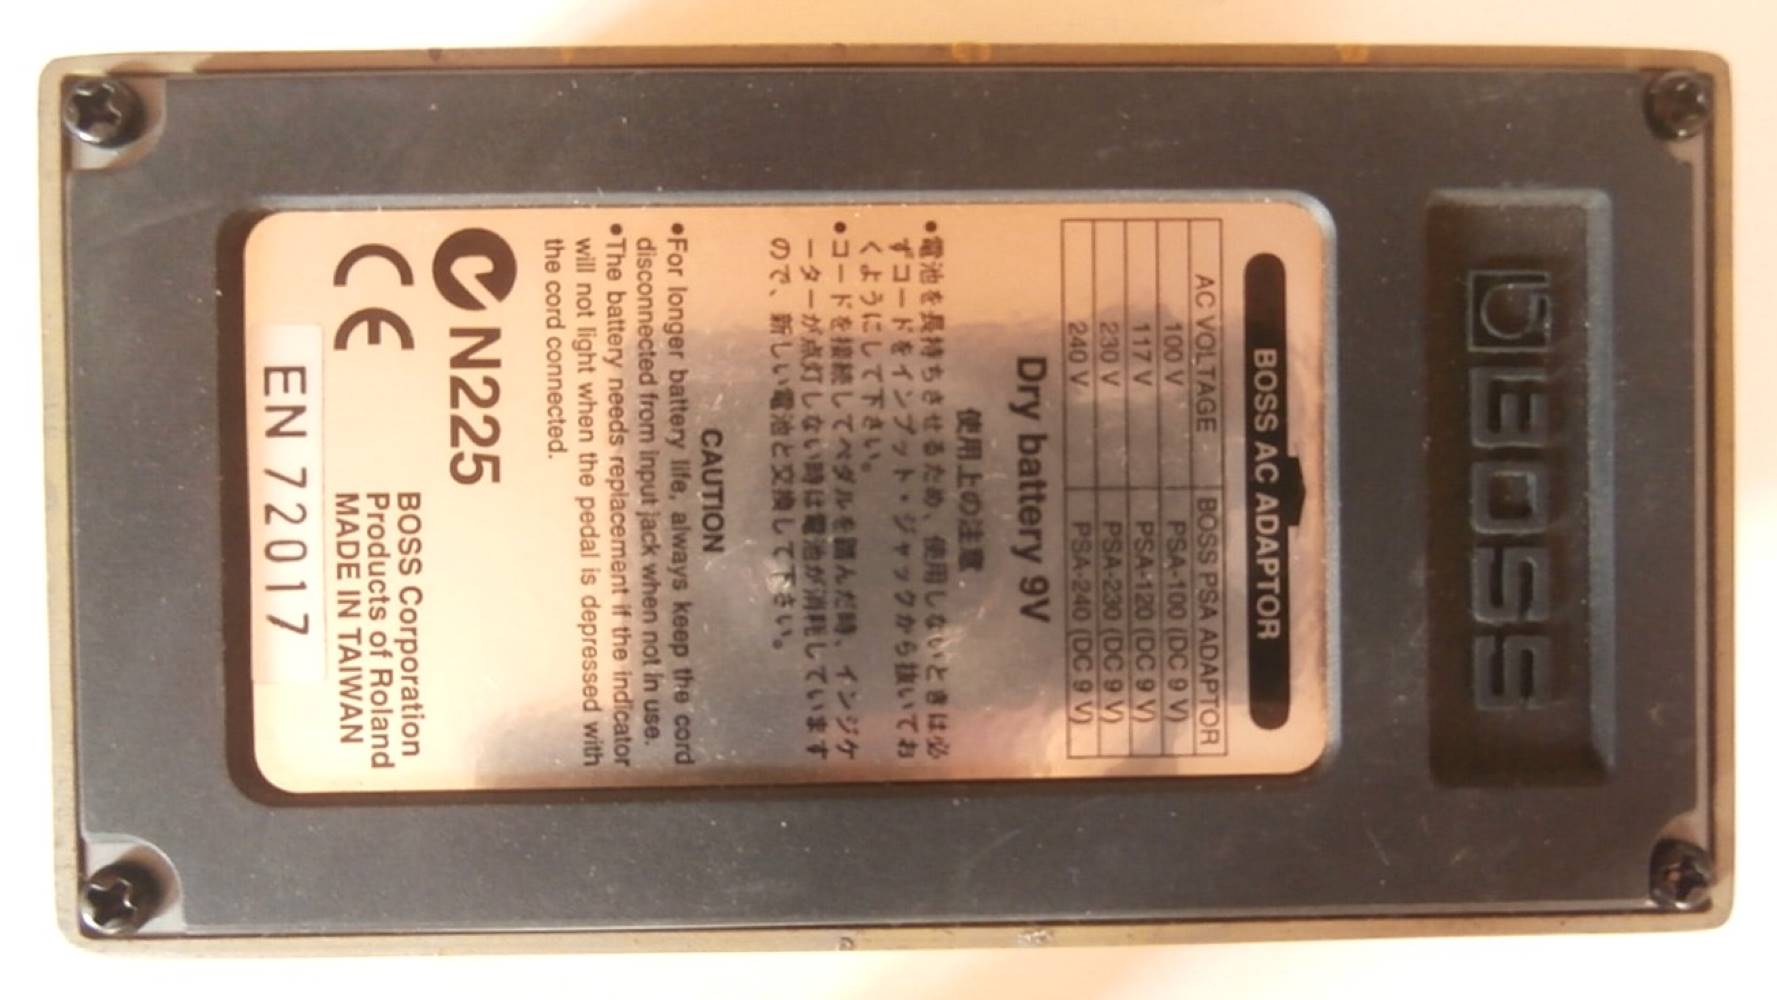 BOSS
BOSS AC ADAPTOR
AC VOLTAGE BOSS PSA ADAPTOR
100 V PSA-100 (DC 9 V)
117 V PSA-120 (DC 9 V)
230 V PSA-230 (DC 9 V)
240 V PSA-240 (DC 9 V)
Dry battery 9V
使用上の注意
●電池を長持ちさせるため、使用しないときは必
ずコードをインプット・ジャックから抜いてお
くようにして下さい。
●コードを接続してペダルを踏んだ時、インジケ
ーターが点灯しない時は電池が消耗しています
ので、新しい電池と交換して下さい。
CAUTION
●For longer battery life, always keep the cord
disconnected from input jack when not in use.
●The battery needs replacement if the indicator
will not light when the pedal is depressed with
the cord connected.
N225
CE
BOSS Corporation
Products of Roland
MADE IN TAIWAN
EN 72017